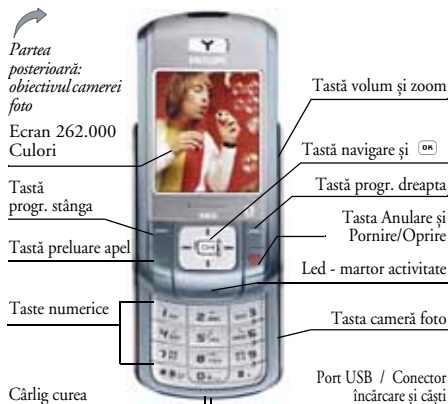 Partea
posterioară:
obiectivul camerei
foto
Ecran 262.000
Culori
Tastă
progr. stânga
Tastă preluare apel
Taste numerice
Cârlig curea
Tastă volum și zoom
Tastă navigare și OK
Tastă progr. dreapta
Tasta Anulare și
Pornire/Oprire
Led - martor activitate
Tasta cameră foto
Port USB / Conector
încărcare și căști
PHILIPS